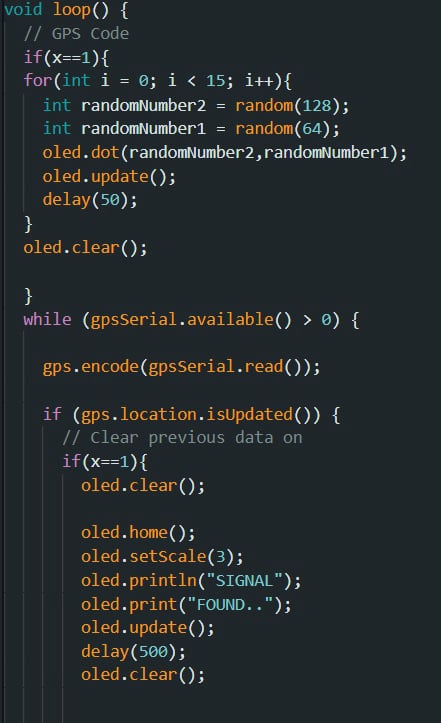 void loop() {
// GPS Code
if(x==1){
for(int i = 0; i < 15; i++){
int randomNumber2 = random(128);
int randomNumber1 = random(64);
oled.dot(randomNumber2,randomNumber1);
oled.update();
delay(50);
}
oled.clear();
}
while (gpsSerial.available() > 0) {
gps.encode(gpsSerial.read());
if (gps.location.isUpdated()) {
// Clear previous data on
if(x==1){
oled.clear();
oled.home();
oled.setScale(3);
oled.println("SIGNAL");
oled.print("FOUND..");
oled.update();
delay(500);
oled.clear();